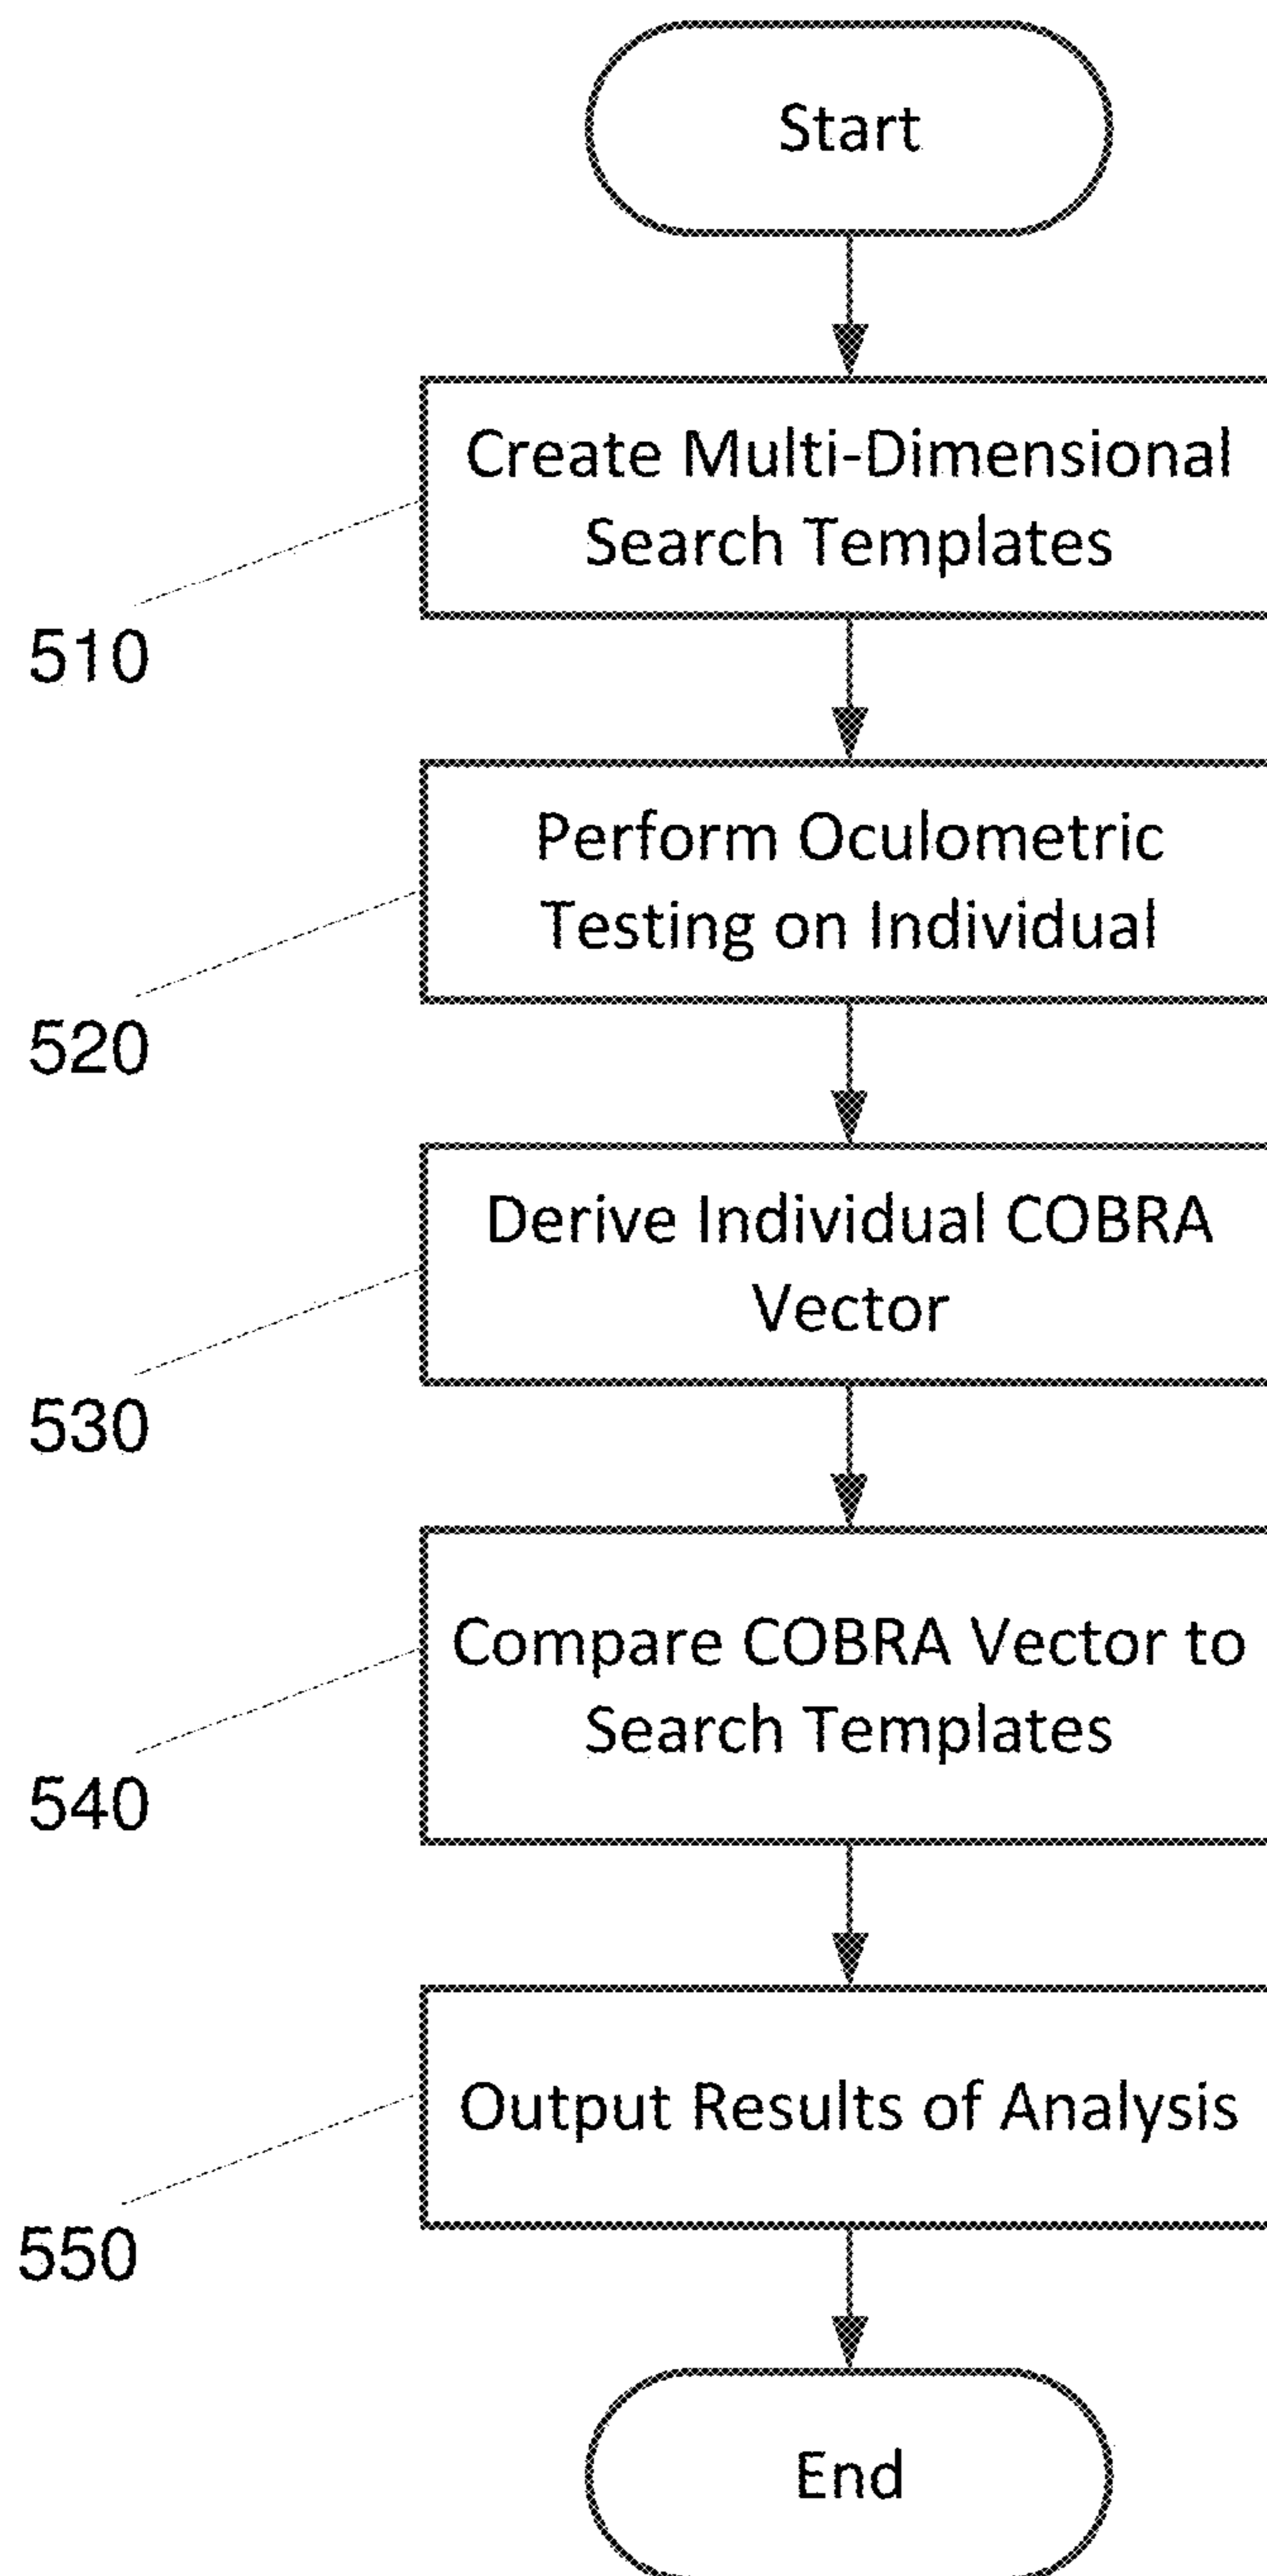 Start
Create Multi-Dimensional
Search Templates
510
Perform Oculometric
Testing on Individual
520
Derive Individual COBRA
Vector
530
Compare COBRA Vector to
Search Templates
540
Output Results of Analysis
550
End